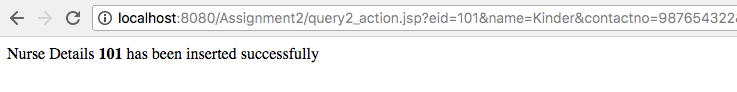 localhost:8080/Assignment2/query2_action.jsp?eid=101&name=Kinder&contactno=987654322
Nurse Details 101 has been inserted successfully